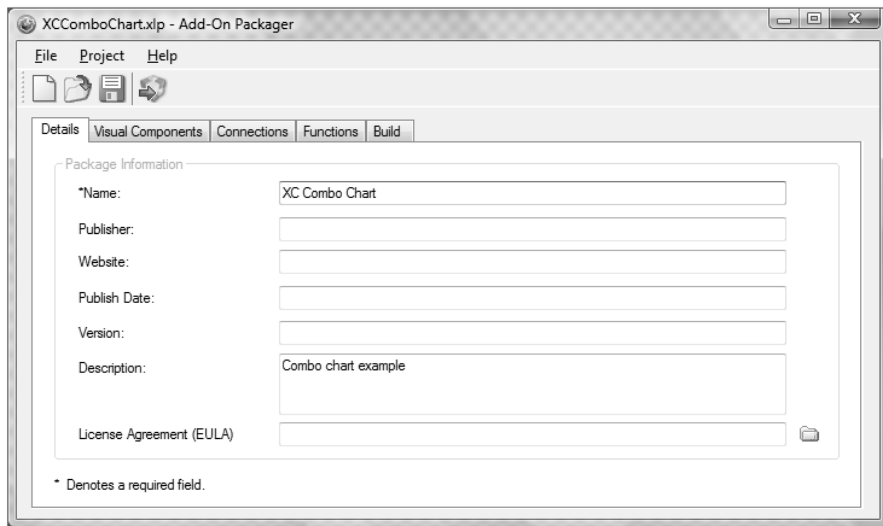 XCComboChart.xlp - Add-On Packager
File Project Help
Details Visual Components Connections Functions Build
Package Information
*Name: XC Combo Chart
Publisher:
Website:
Publish Date:
Version:
Description: Combo chart example
License Agreement (EULA)
* Denotes a required field.